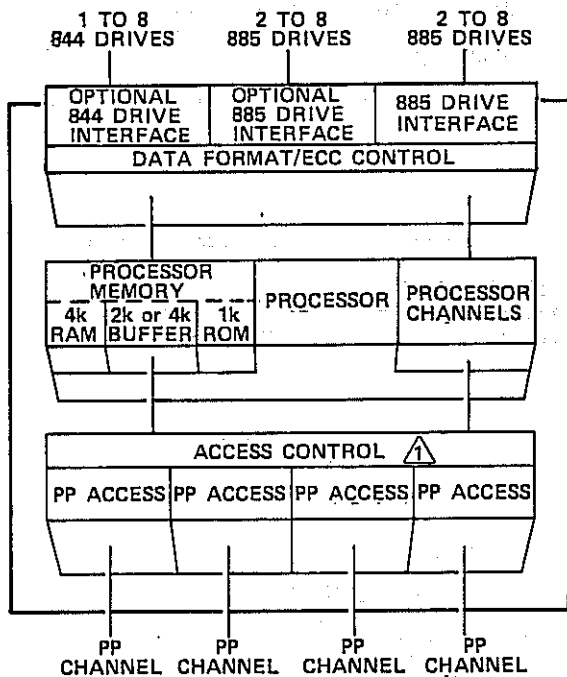 1 TO 8
844 DRIVES
2 TO 8
885 DRIVES
2 TO 8
885 DRIVES
OPTIONAL
844 DRIVE
INTERFACE
OPTIONAL
885 DRIVE
INTERFACE
885 DRIVE
INTERFACE
DATA FORMAT/ECC CONTROL
PROCESSOR
MEMORY
4k
RAM
2k or 4k
BUFFER
1k
ROM
PROCESSOR
PROCESSOR
CHANNELS
ACCESS CONTROL 1
PP ACCESS
PP ACCESS
PP ACCESS
PP ACCESS
PP
CHANNEL
PP
CHANNEL
PP
CHANNEL
PP
CHANNEL